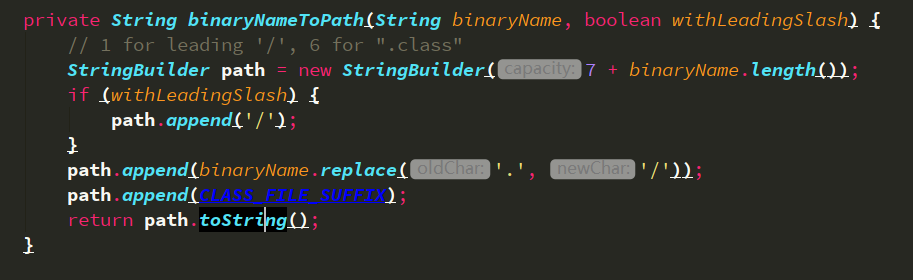 private String binaryNameToPath(String binaryName, boolean withLeadingSlash) {
// 1 for leading '/', 6 for ".class"
StringBuilder path = new StringBuilder( capacity: 7 + binaryName.length());
if (withLeadingSlash) {
path.append('/');
}
path.append(binaryName.replace( oldChar: '.', newChar: '/'));
path.append(CLASS_FILE_SUFFIX);
return path.toString();
}